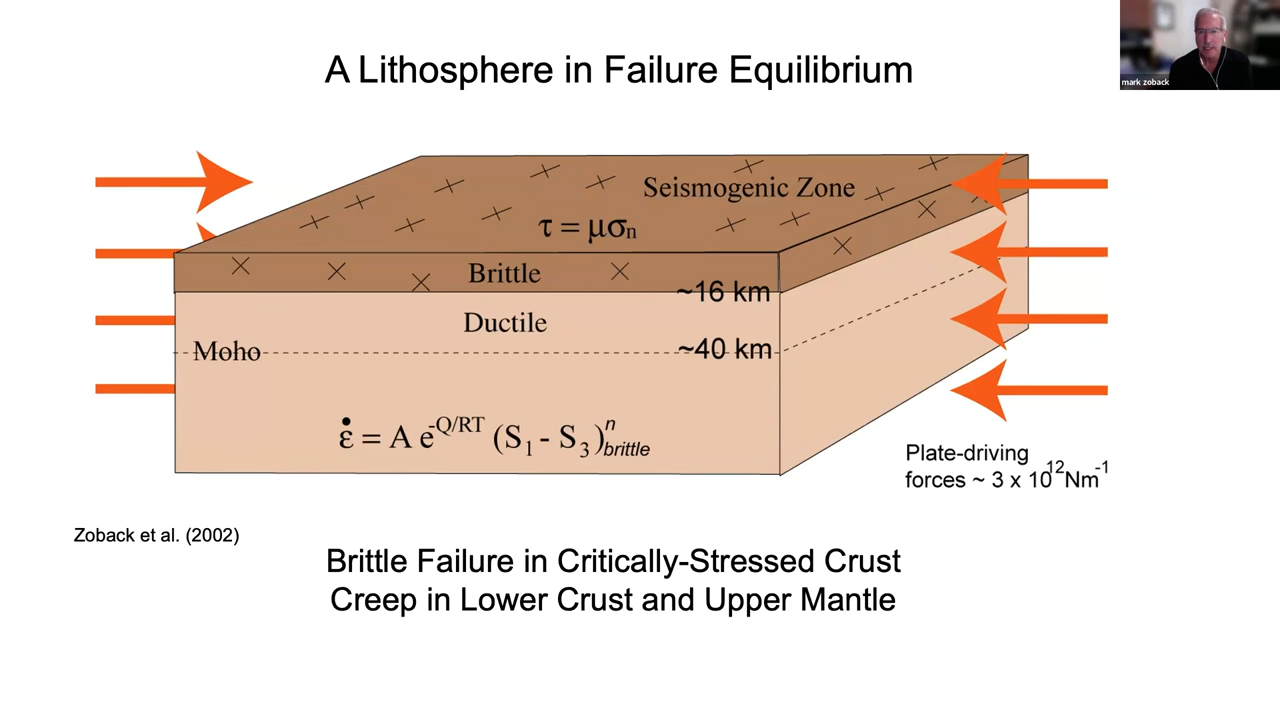 A Lithosphere in Failure Equilibrium
mark zoback
Seismogenic Zone
τ = μσn
Brittle
~16 km
Ductile
Moho
~40 km
ε̇ = A e^-Q/RT (S1 - S3)^n brittle
Plate-driving
forces ~ 3 x 10^12 Nm^-1
Zoback et al. (2002)
Brittle Failure in Critically-Stressed Crust
Creep in Lower Crust and Upper Mantle